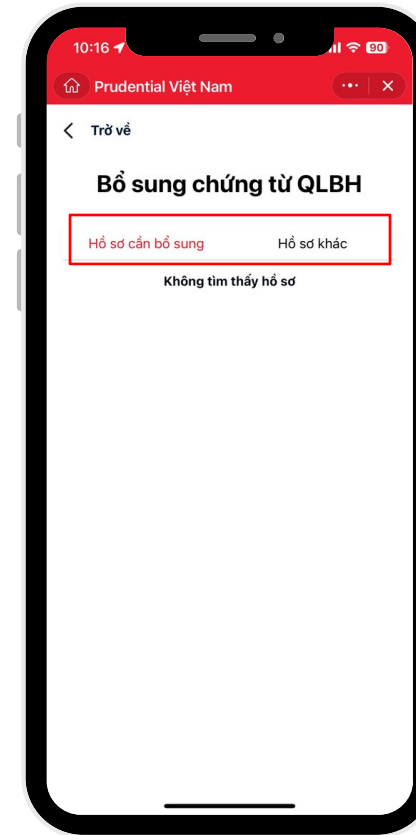 10:16
90
Prudential Việt Nam
Trở về
Bổ sung chứng từ QLBH
Hồ sơ cần bổ sung
Hồ sơ khác
Không tìm thấy hồ sơ